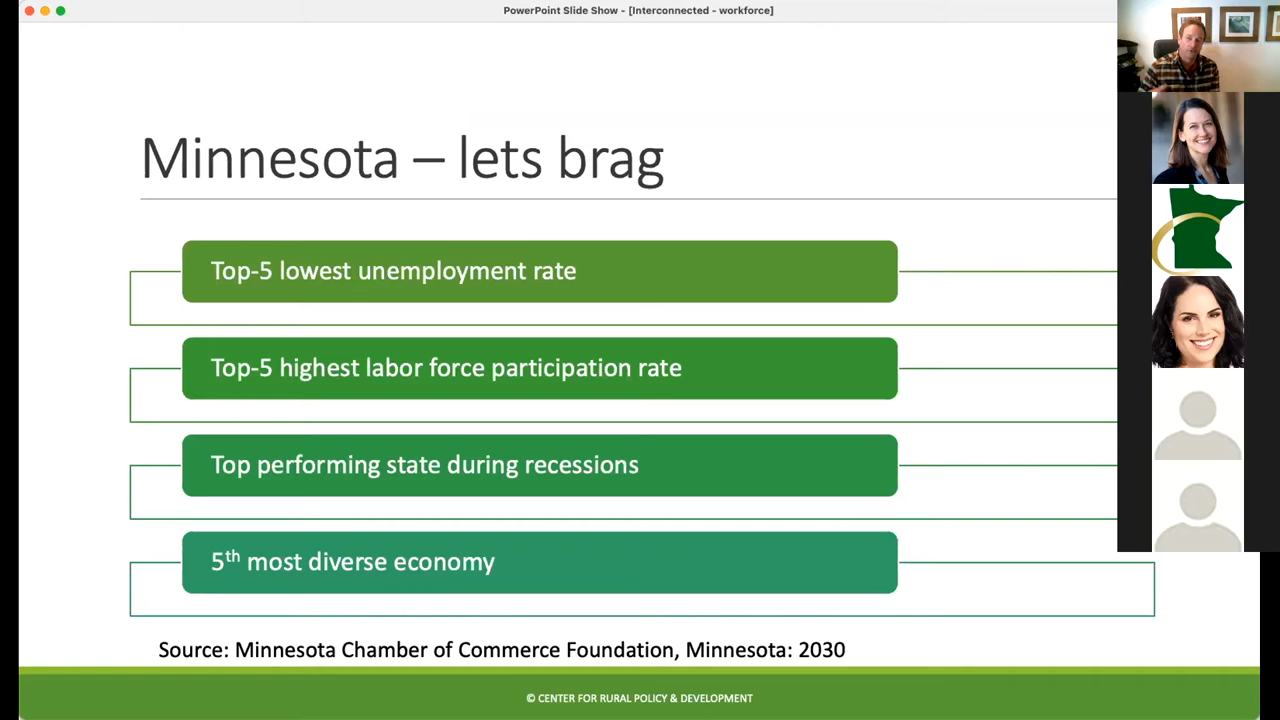 PowerPoint Slide Show - [Interconnected - workforce]
Minnesota – lets brag
Top-5 lowest unemployment rate
Top-5 highest labor force participation rate
Top performing state during recessions
5th most diverse economy
Source: Minnesota Chamber of Commerce Foundation, Minnesota: 2030
© CENTER FOR RURAL POLICY & DEVELOPMENT